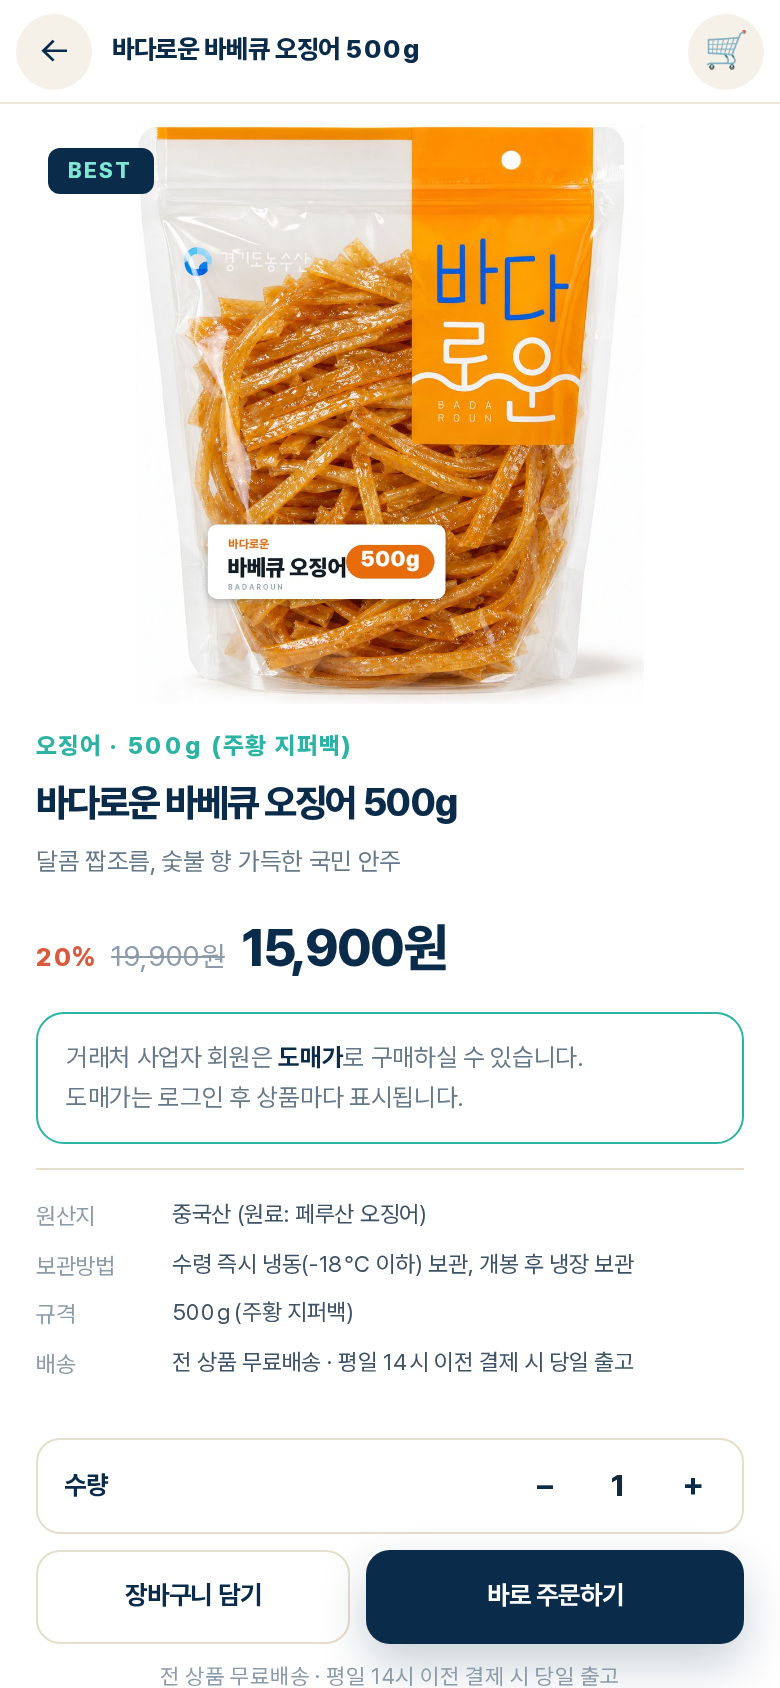 바다로운 바베큐 오징어 500g
BEST
경기도농수산
바다
로운
BADA
ROUN
바다로운
바베큐 오징어 500g
BADAROUN
오징어 · 500g (주황 지퍼백)
바다로운 바베큐 오징어 500g
달콤 짭조름, 숯불 향 가득한 국민 안주
20% 19,900원 15,900원
거래처 사업자 회원은 도매가로 구매하실 수 있습니다.
도매가는 로그인 후 상품마다 표시됩니다.
원산지 중국산 (원료: 페루산 오징어)
보관방법 수령 즉시 냉동(-18°C 이하) 보관, 개봉 후 냉장 보관
규격 500g (주황 지퍼백)
배송 전 상품 무료배송 · 평일 14시 이전 결제 시 당일 출고
수량 − 1 +
장바구니 담기 바로 주문하기
전 상품 무료배송 · 평일 14시 이전 결제 시 당일 출고